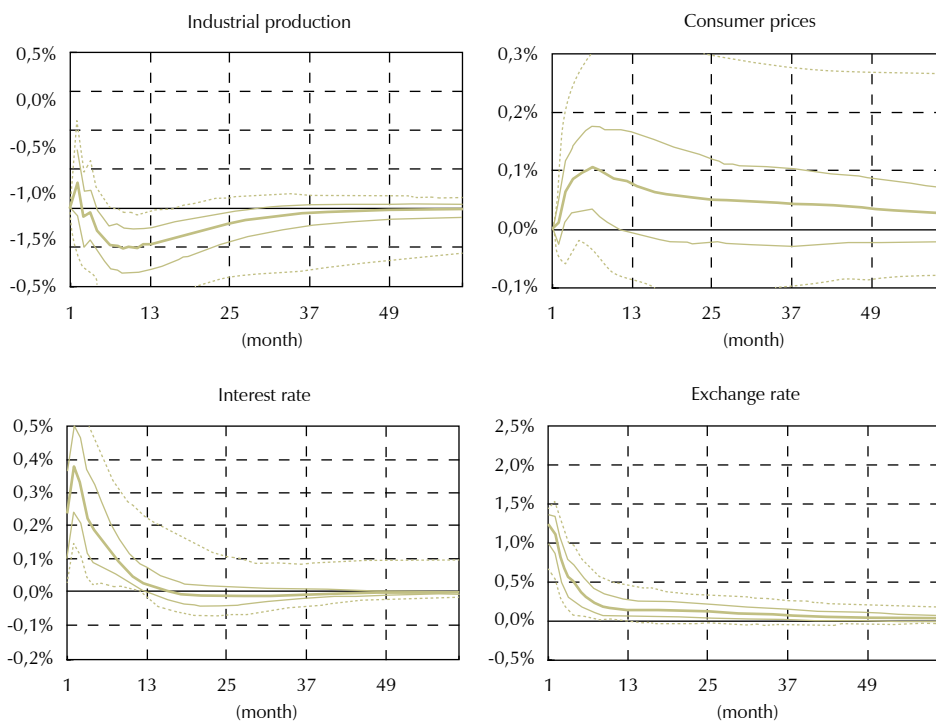 Industrial production
0,5%
0,0%
-0,5%
-1,0%
-1,5%
-0,5%
1 13 25 37 49
(month)
Consumer prices
0,3%
0,2%
0,1%
0,0%
-0,1%
1 13 25 37 49
(month)
Interest rate
0,5%
0,4%
0,3%
0,2%
0,1%
0,0%
-0,1%
-0,2%
1 13 25 37 49
(month)
Exchange rate
2,5%
2,0%
1,5%
1,0%
0,5%
0,0%
-0,5%
1 13 25 37 49
(month)